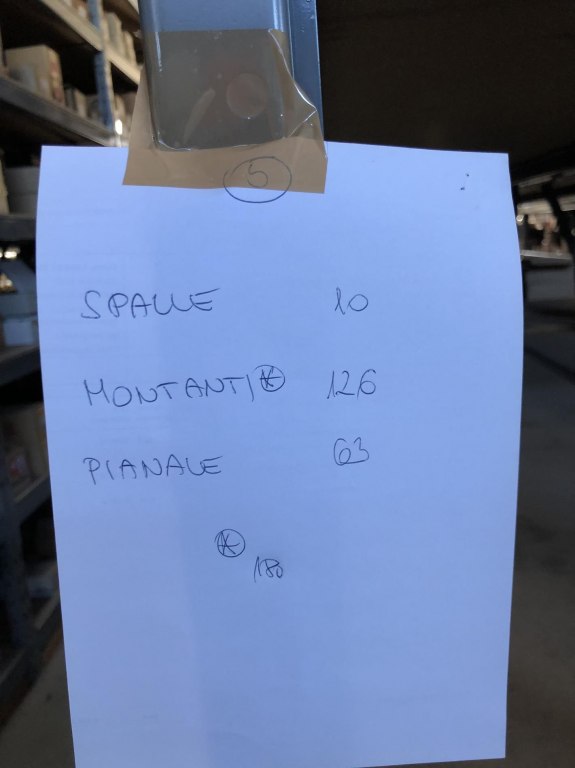 5
SPALLE 10
MONTANTI * 126
PIANALE 63
*
180